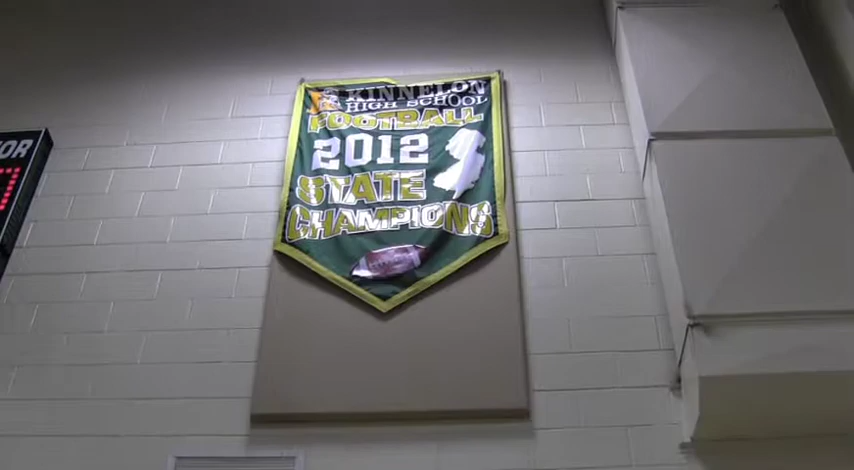 KINNELON
HIGH SCHOOL
FOOTBALL
2012
STATE
CHAMPIONS